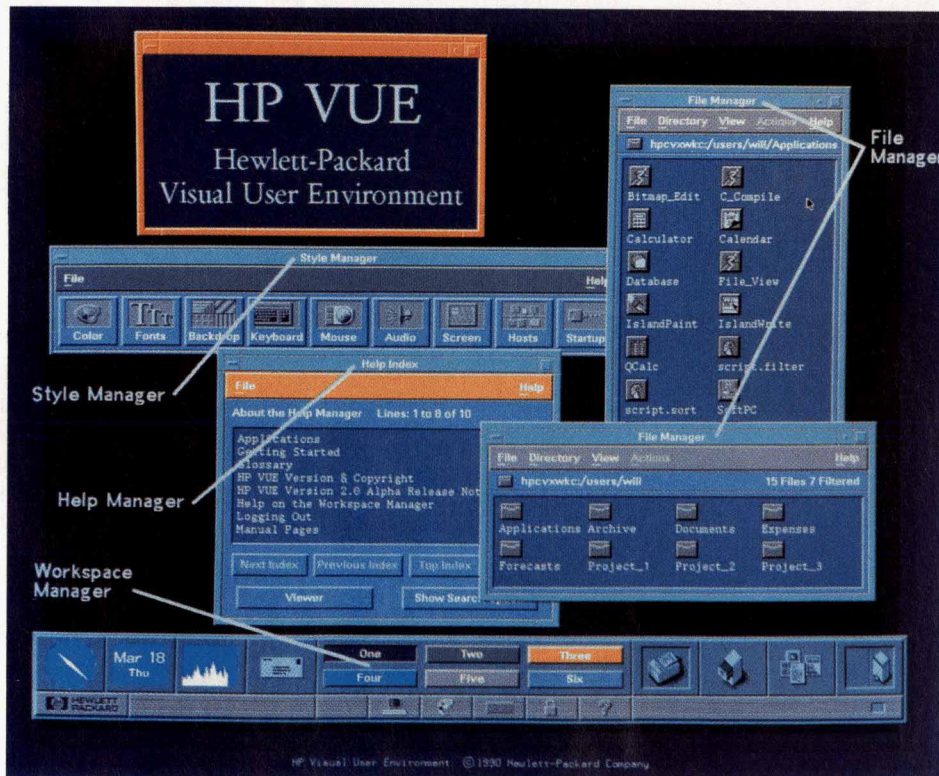 HP VUE
Hewlett-Packard
Visual User Environment
File Manager
File Directory View Actions Help
hpcvxwkc:/users/will/Applications
Bitmap_Edit C_Compile
Calculator Calendar
Database File_View
IslandPaint IslandWrite
QCalc script.filter
script.sort SoftPC
File
Manager
Style Manager
File Help
Color Fonts Backdrop Keyboard Mouse Audio Screen Hosts Startup
Style Manager
Help Index
File Help
About the Help Manager Lines: 1 to 8 of 10
Applications
Getting Started
Glossary
HP VUE Version & Copyright
HP VUE Version 2.0 Alpha Release Not
Help on the Workspace Manager
Logging Out
Manual Pages
Next Index Previous Index Top Index
Viewer Show Search
Help Manager
File Manager
File Directory View Actions Help
hpcvxwkc:/users/will 15 Files 7 Filtered
Applications Archive Documents Expenses
Forecasts Project_1 Project_2 Project_3
Workspace
Manager
Mar 18
Thu
One Two Three
Four Five Six
hp HEWLETT
PACKARD
?
HP Visual User Environment ©1990 Hewlett-Packard Company